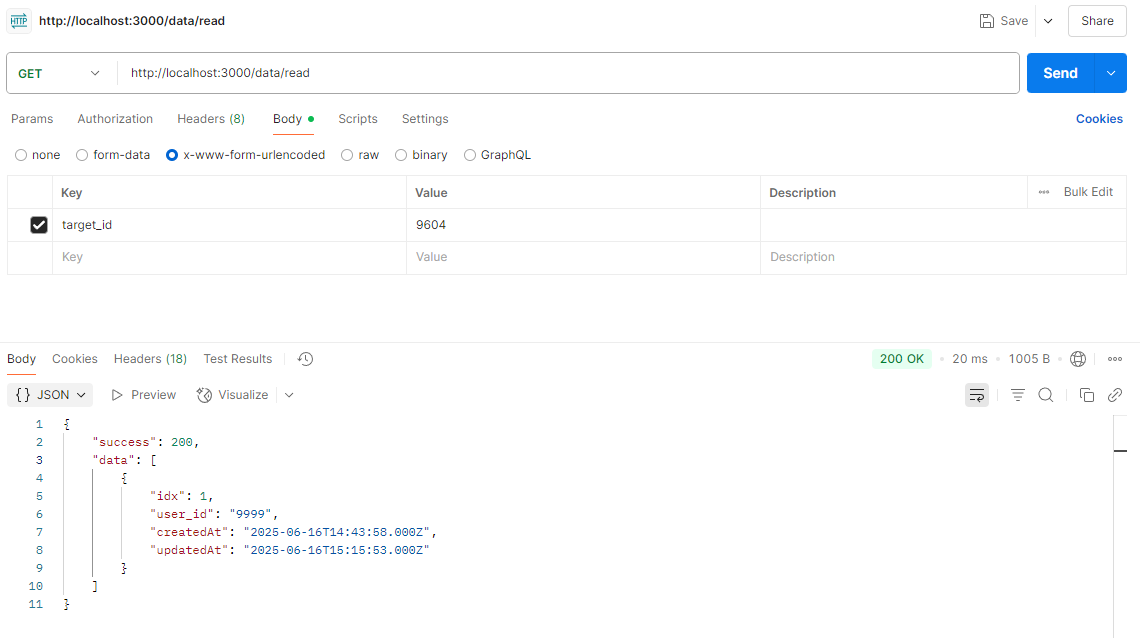 HTTP http://localhost:3000/data/read Save Share
GET http://localhost:3000/data/read Send
Params Authorization Headers (8) Body Scripts Settings Cookies
none form-data x-www-form-urlencoded raw binary GraphQL
Key Value Description Bulk Edit
target_id 9604
Key Value Description
Body Cookies Headers (18) Test Results 200 OK 20 ms 1005 B
{} JSON Preview Visualize
1 {
2 "success": 200,
3 "data": [
4 {
5 "idx": 1,
6 "user_id": "9999",
7 "createdAt": "2025-06-16T14:43:58.000Z",
8 "updatedAt": "2025-06-16T15:15:53.000Z"
9 }
10 ]
11 }